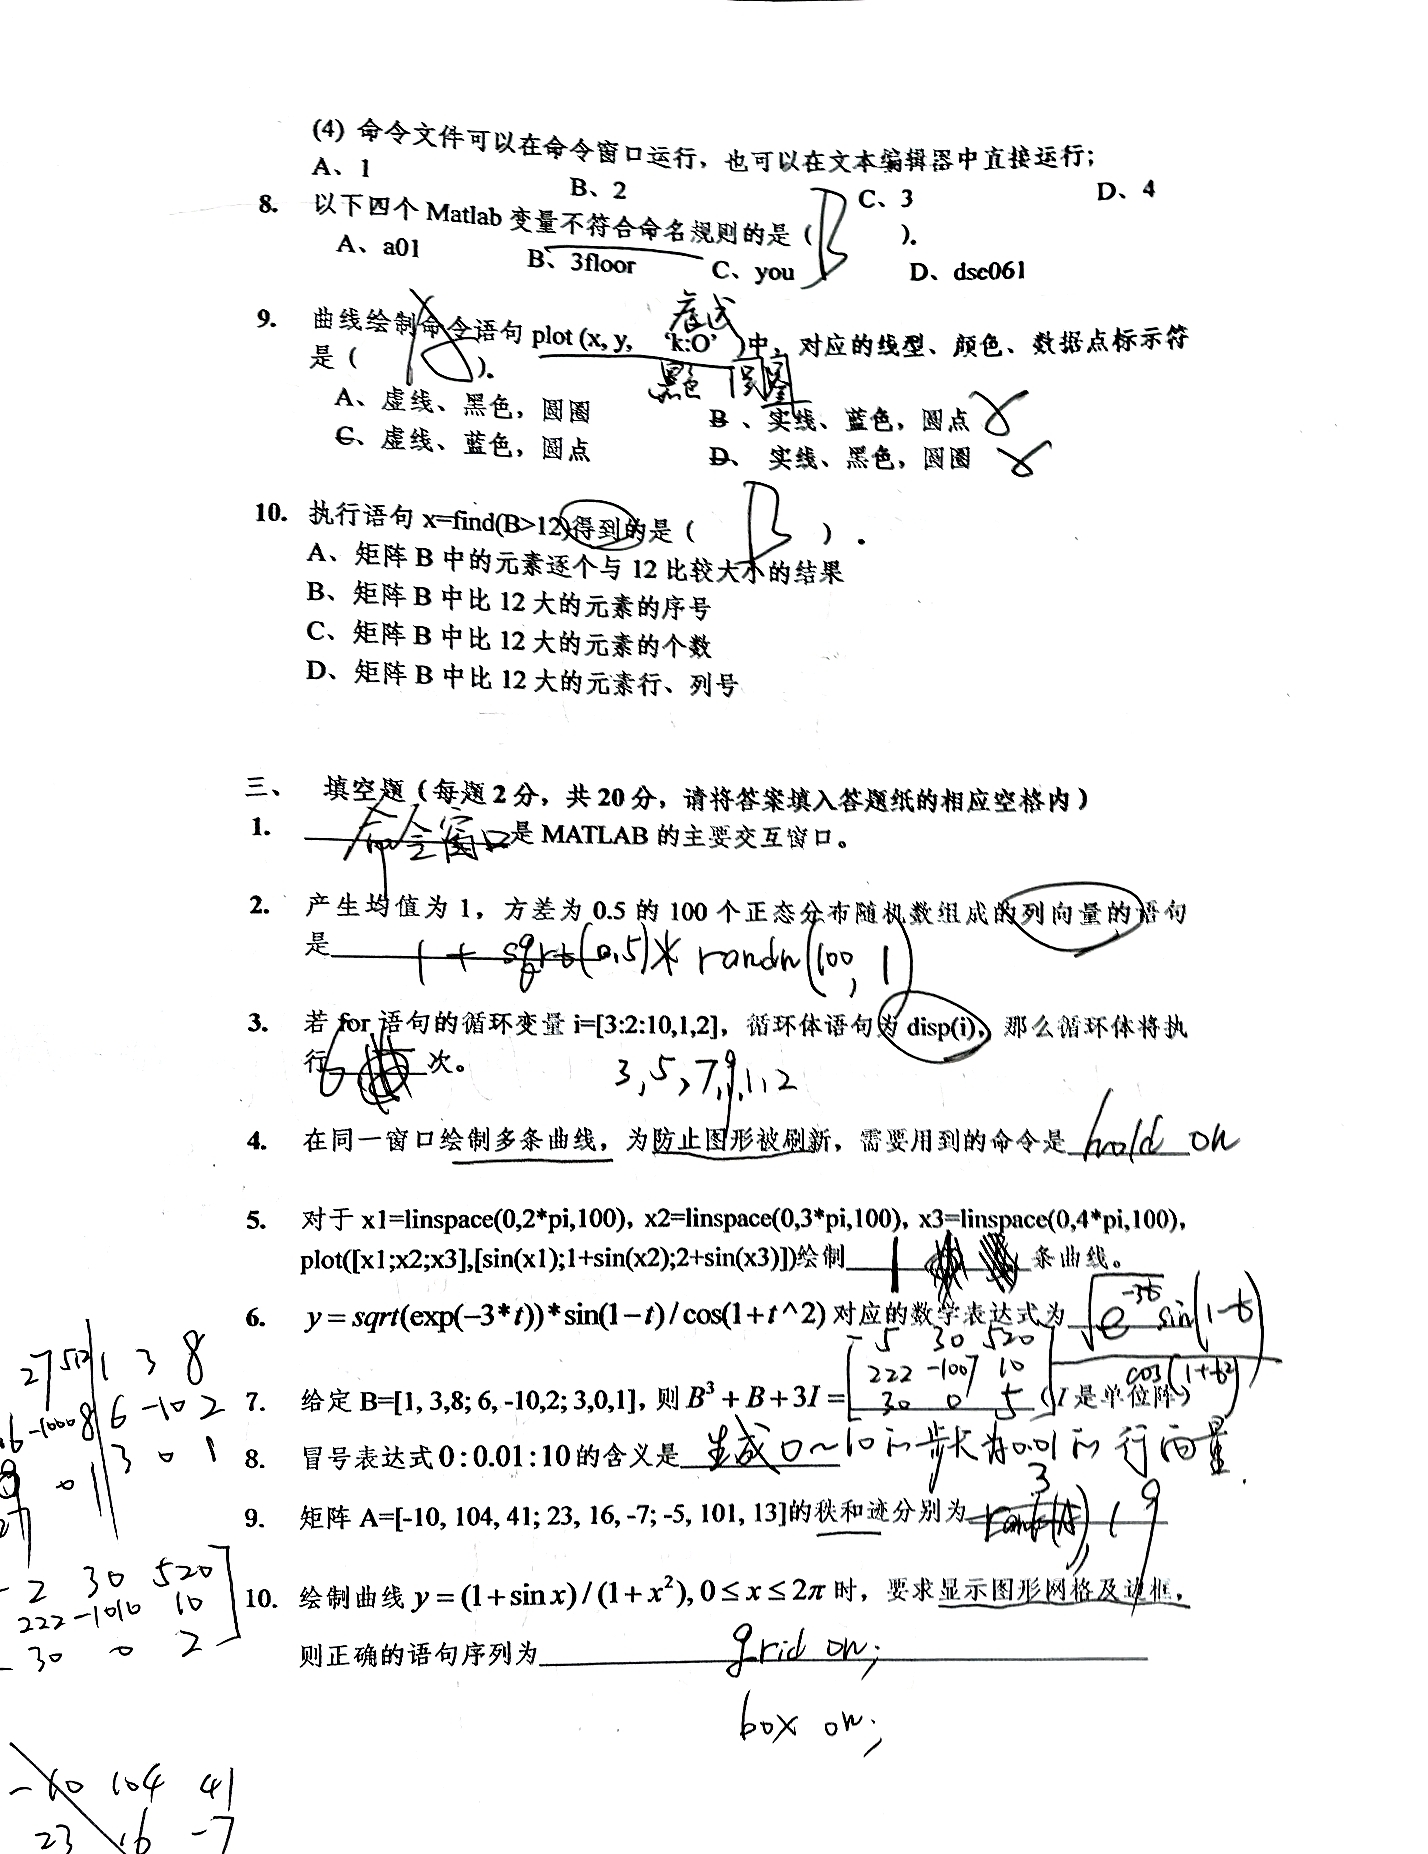 (4) 命令文件可以在命令窗口运行，也可以在文本编辑器中直接运行；
A、1 B、2 C、3 D、4
8. 以下四个 Matlab 变量不符合命名规则的是（ B ）。
A、a01 B、3floor C、you D、dsc061
9. 曲线绘制命令语句 plot (x, y, 'k:O' )中，对应的线型、颜色、数据点标示符
是（ A ）。
黑色 圆圈
A、虚线、黑色，圆圈 B 、实线、蓝色，圆点
C、虚线、蓝色，圆点 D、 实线、黑色，圆圈
10. 执行语句 x=find(B>12)得到的是（ B ）.
A、矩阵 B 中的元素逐个与 12 比较大小的结果
B、矩阵 B 中比 12 大的元素的序号
C、矩阵 B 中比 12 大的元素的个数
D、矩阵 B 中比 12 大的元素行、列号
三、 填空题（每题 2 分，共 20 分，请将答案填入答题纸的相应空格内）
1. 命令窗口是 MATLAB 的主要交互窗口。
2. 产生均值为 1，方差为 0.5 的 100 个正态分布随机数组成的列向量的语句
是 1 + sqrt(0.5)* randn(100, 1)
3. 若 for 语句的循环变量 i=[3:2:10,1,2]，循环体语句为 disp(i)，那么循环体将执
行 6 次。
3,5,7,9,1,2
4. 在同一窗口绘制多条曲线，为防止图形被刷新，需要用到的命令是 hold on
5. 对于 x1=linspace(0,2*pi,100), x2=linspace(0,3*pi,100), x3=linspace(0,4*pi,100),
plot([x1;x2;x3],[sin(x1);1+sin(x2);2+sin(x3)])绘制 1 条曲线。
6. y = sqrt(exp(−3*t))*sin(1−t)/cos(1+t^2) 对应的数学表达式为 √e^-3t sin(1-t)
cos(1+t²)
-5 30 520
222 -1007 10
7. 给定 B=[1, 3,8; 6, -10,2; 3,0,1]，则 B³ + B + 3I = 30 0 5 (I 是单位阵)
8. 冒号表达式 0 : 0.01 : 10 的含义是 生成0~10的步长为0.01的行向量.
9. 矩阵 A=[-10, 104, 41; 23, 16, -7; -5, 101, 13]的秩和迹分别为 3, 19
10. 绘制曲线 y = (1 + sin x) / (1 + x²), 0 ≤ x ≤ 2π 时，要求显示图形网格及边框，
则正确的语句序列为 grid on;
box on;
27 512 1 3 8
-1000 8 6 -10 2
0 1 3 0 1
- 2 30 520
222 -1010 10
- 30 0 2
-10 104 41
23 16 -7